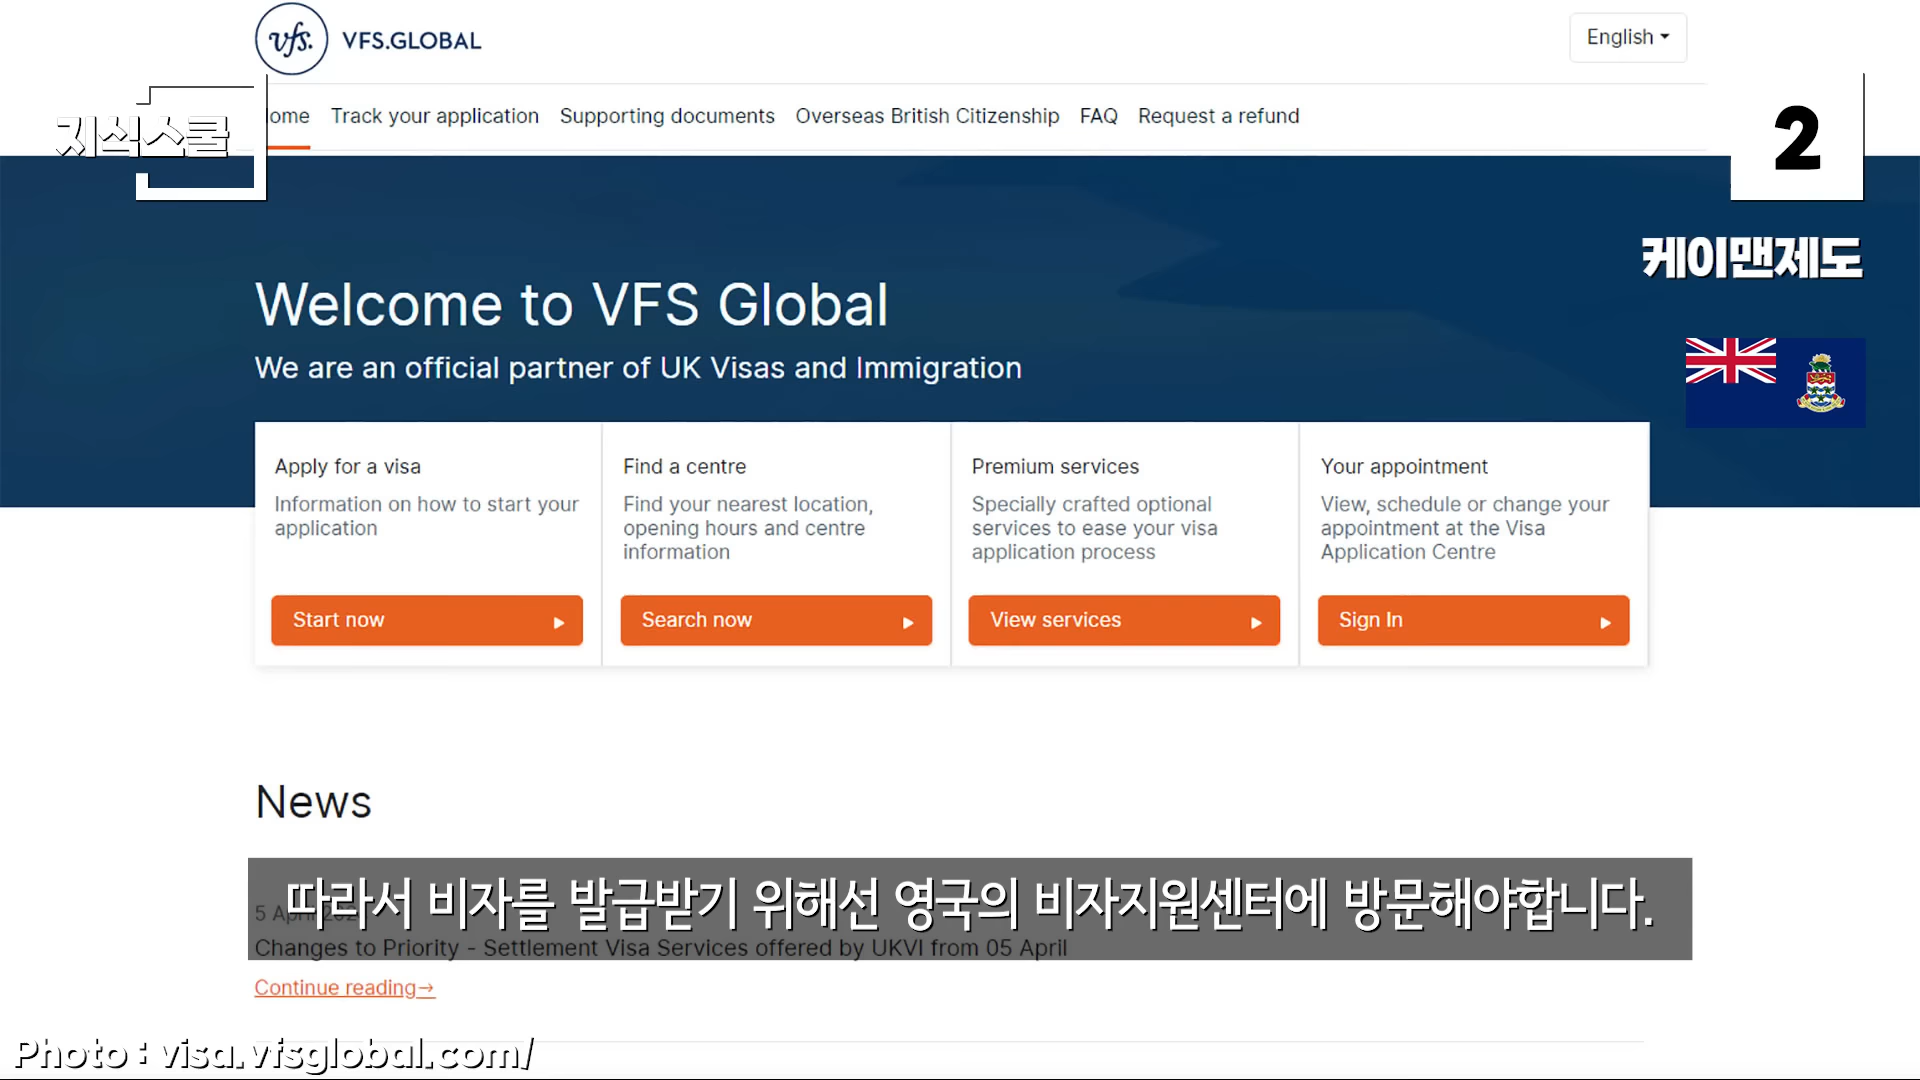 vfs. VFS.GLOBAL
English
ome Track your application Supporting documents Overseas British Citizenship FAQ Request a refund
지식스쿨
2
케이맨제도
Welcome to VFS Global
We are an official partner of UK Visas and Immigration
Apply for a visa
Information on how to start your
application
Start now
Find a centre
Find your nearest location,
opening hours and centre
information
Search now
Premium services
Specially crafted optional
services to ease your visa
application process
View services
Your appointment
View, schedule or change your
appointment at the Visa
Application Centre
Sign In
News
따라서 비자를 발급받기 위해선 영국의 비자지원센터에 방문해야합니다.
Changes to Priority - Settlement Visa Services offered by UKVI from 05 April
Continue reading→
Photo : visa.vfsglobal.com/